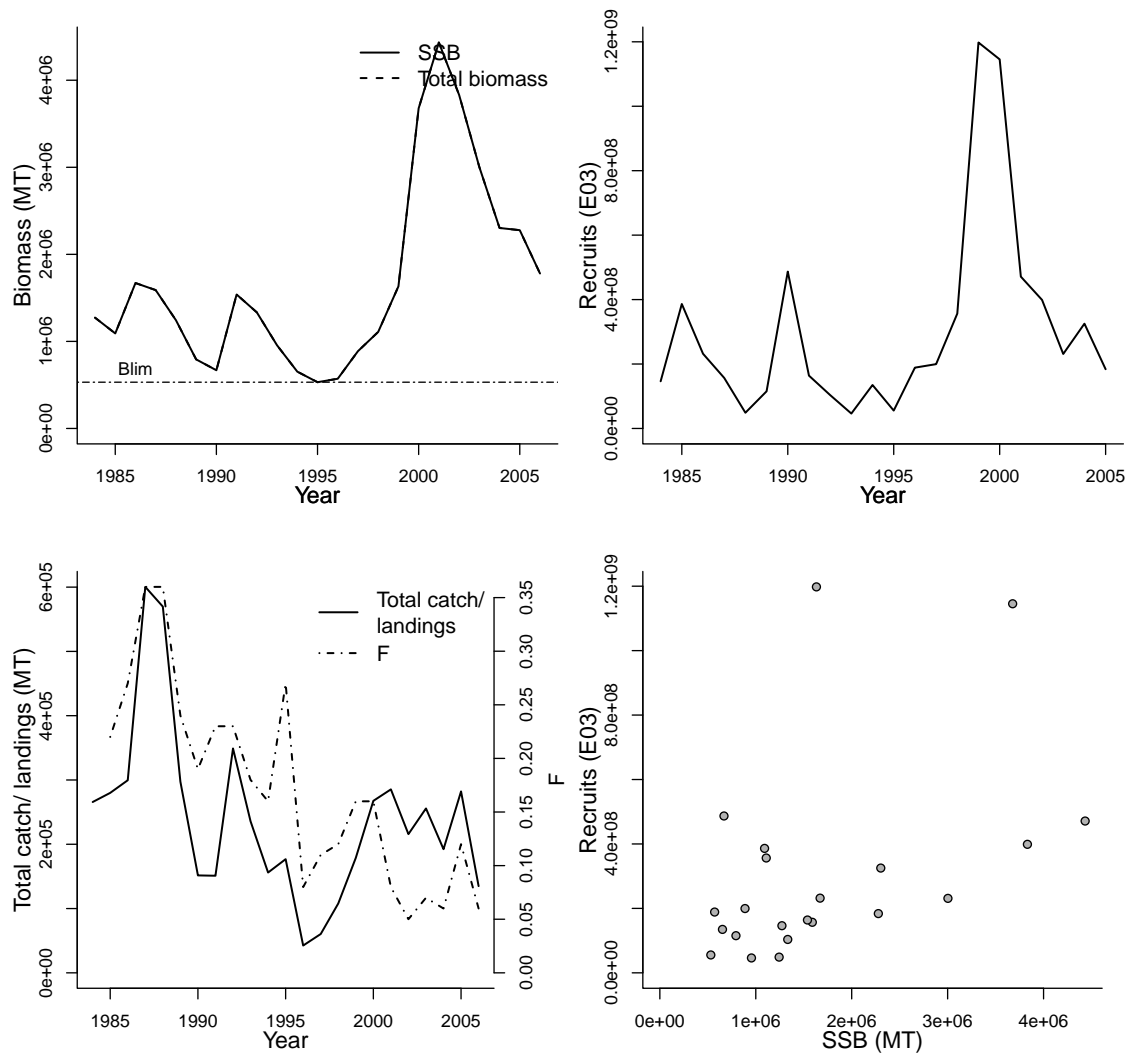 SSB
Total biomass
Blim
Biomass (MT)
0e+00 1e+06 2e+06 3e+06 4e+06
1985 1990 1995 2000 2005
Year
Recruits (E03)
0.0e+00 4.0e+08 8.0e+08 1.2e+09
1985 1990 1995 2000 2005
Year
Total catch/
landings
F
Total catch/ landings (MT)
0e+00 2e+05 4e+05 6e+05
0.00 0.05 0.10 0.15 0.20 0.25 0.30 0.35
F
1985 1990 1995 2000 2005
Year
Recruits (E03)
0.0e+00 4.0e+08 8.0e+08 1.2e+09
0e+00 1e+06 2e+06 3e+06 4e+06
SSB (MT)